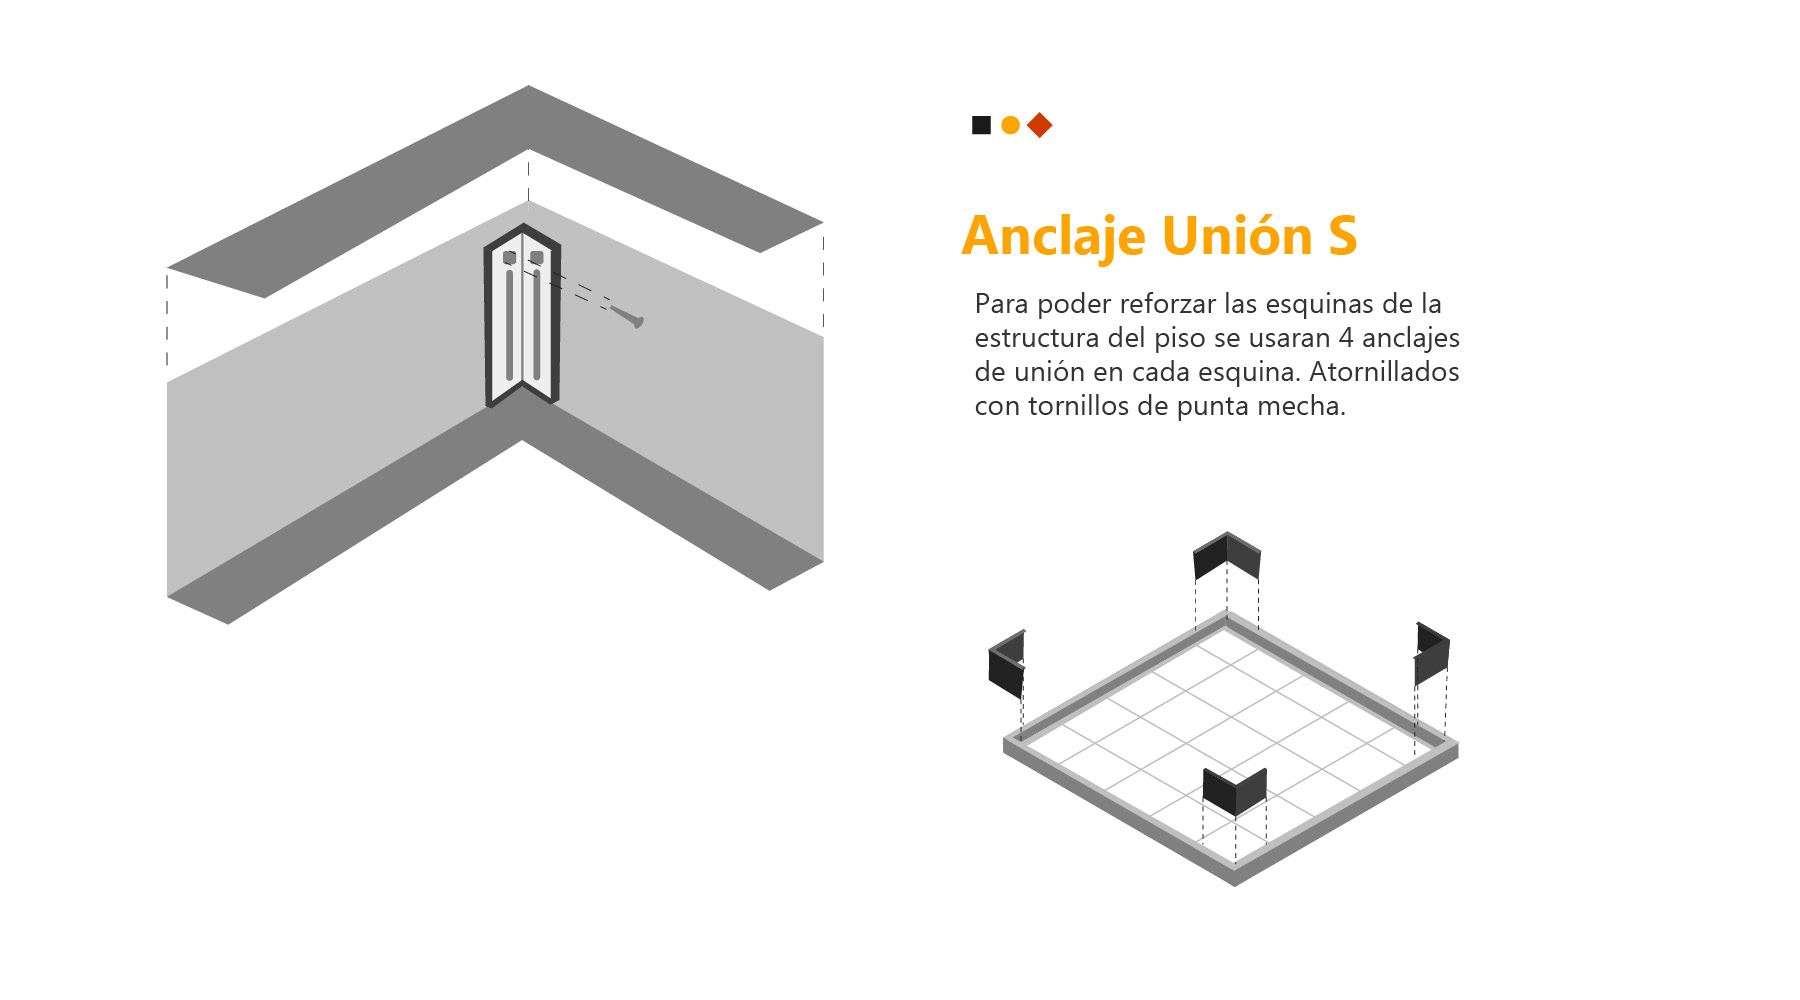 Anclaje Unión S
Para poder reforzar las esquinas de la
estructura del piso se usaran 4 anclajes
de unión en cada esquina. Atornillados
con tornillos de punta mecha.